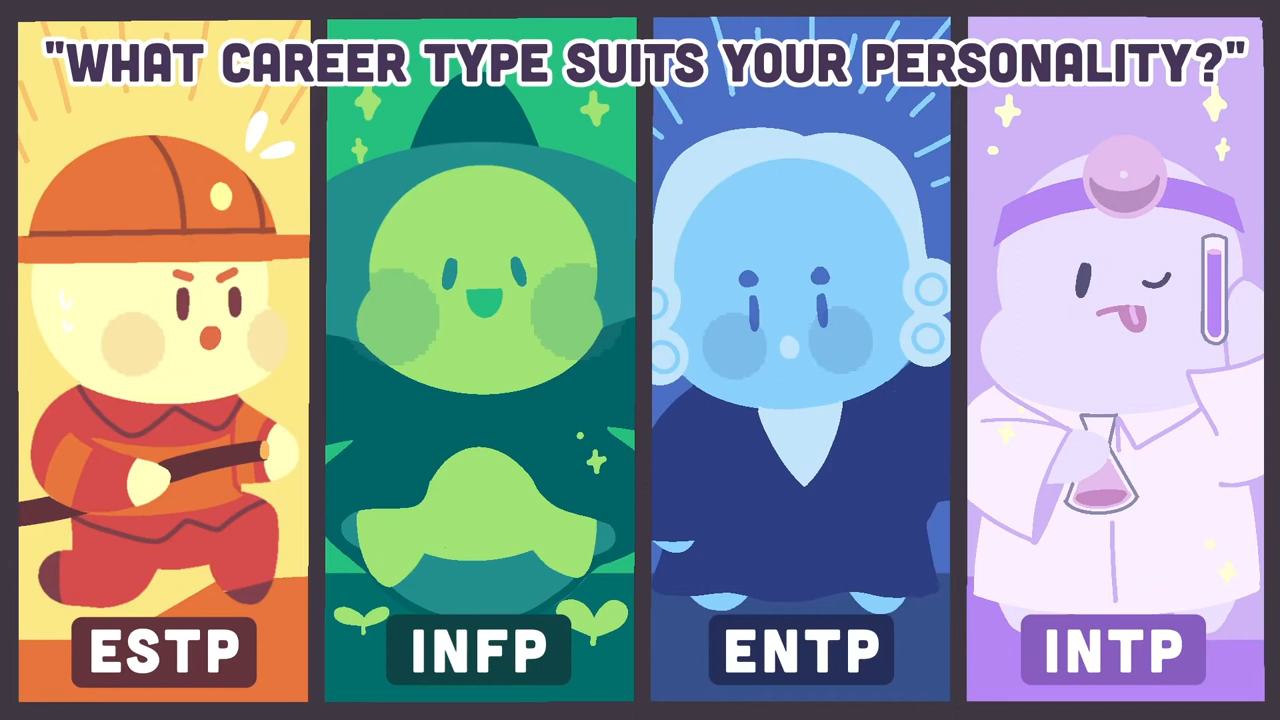 "WHAT CAREER TYPE SUITS YOUR PERSONALITY?"
ESTP
INFP
ENTP
INTP